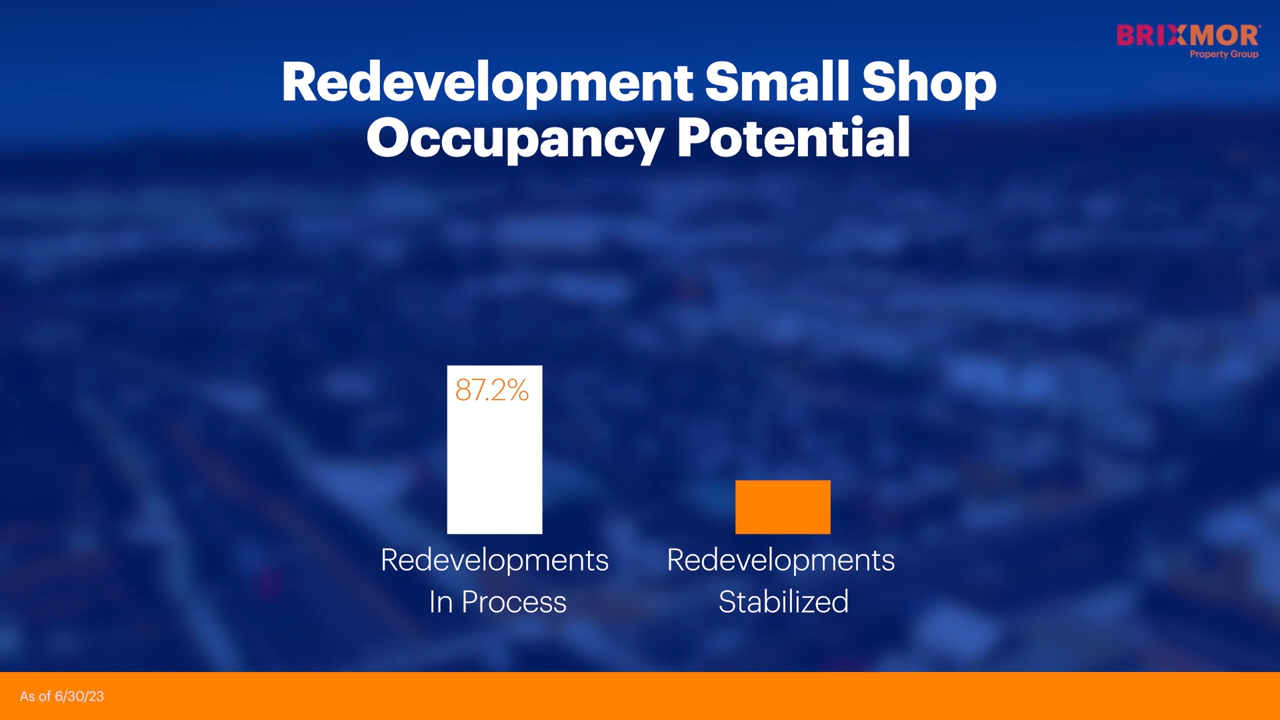 BRIXMOR
Property Group
Redevelopment Small Shop
Occupancy Potential
87.2%
Redevelopments
In Process
Redevelopments
Stabilized
As of 6/30/23